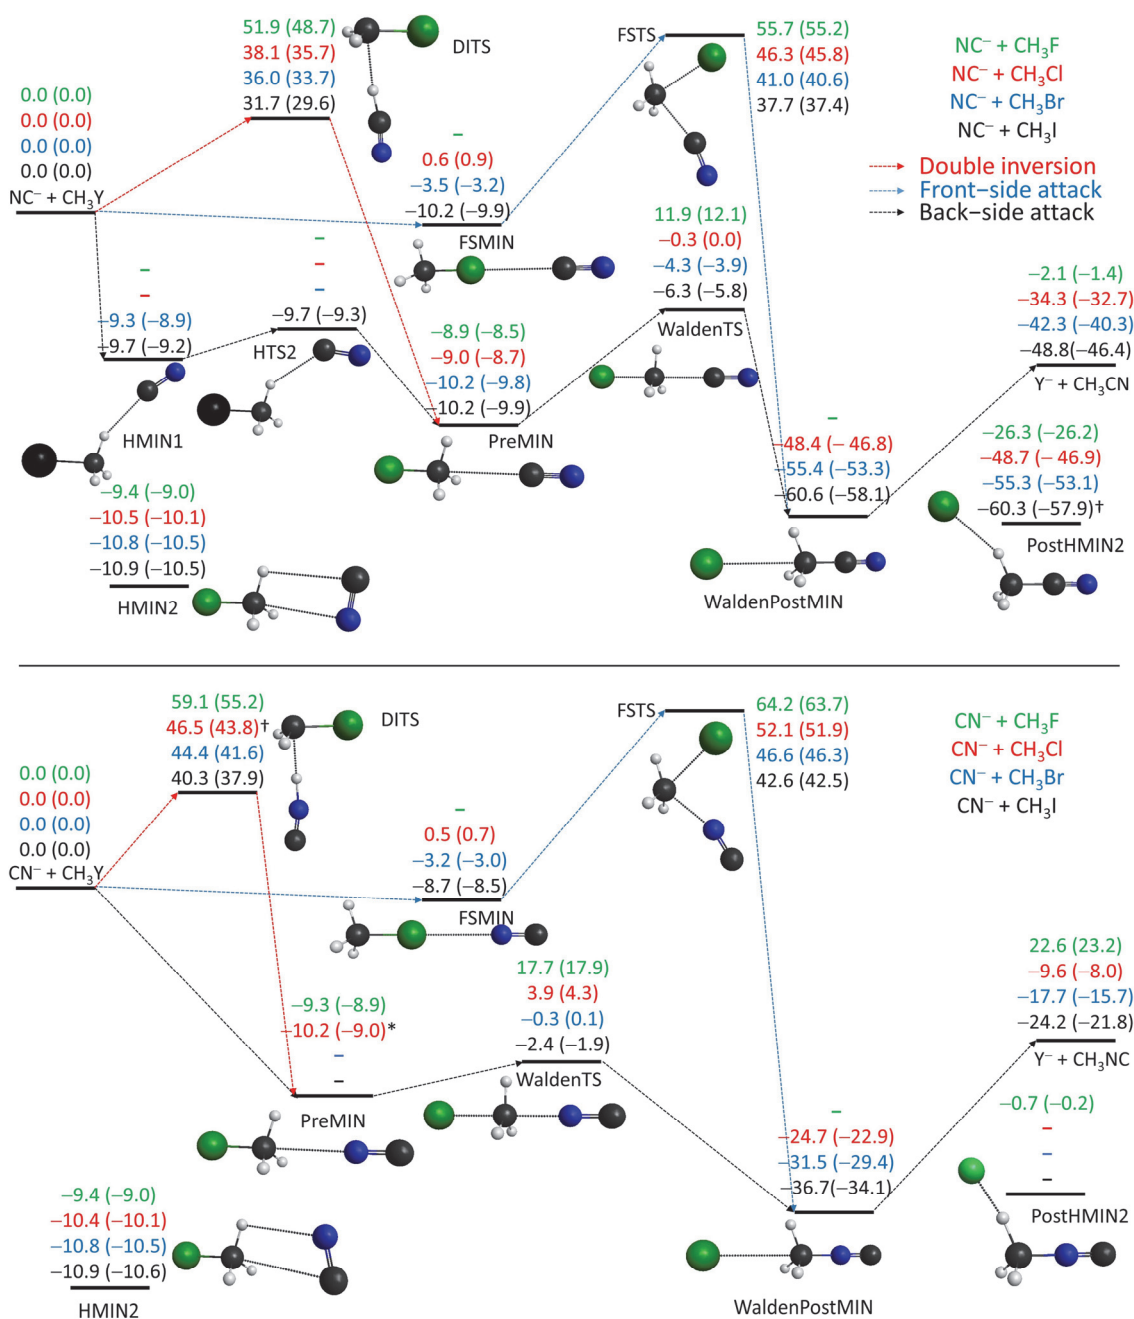 51.9 (48.7)
38.1 (35.7)
36.0 (33.7)
31.7 (29.6)
DITS
FSTS
55.7 (55.2)
46.3 (45.8)
41.0 (40.6)
37.7 (37.4)
NC⁻ + CH₃F
NC⁻ + CH₃Cl
NC⁻ + CH₃Br
NC⁻ + CH₃I
Double inversion
Front−side attack
Back−side attack
0.0 (0.0)
0.0 (0.0)
0.0 (0.0)
0.0 (0.0)
NC⁻ + CH₃Y
–
0.6 (0.9)
−3.5 (−3.2)
−10.2 (−9.9)
FSMIN
11.9 (12.1)
−0.3 (0.0)
−4.3 (−3.9)
−6.3 (−5.8)
WaldenTS
–
–
−9.3 (−8.9)
−9.7 (−9.2)
HMIN1
–
–
–
−9.7 (−9.3)
HTS2
−8.9 (−8.5)
−9.0 (−8.7)
−10.2 (−9.8)
−10.2 (−9.9)
PreMIN
−2.1 (−1.4)
−34.3 (−32.7)
−42.3 (−40.3)
−48.8(−46.4)
Y⁻ + CH₃CN
–
−48.4 (− 46.8)
−55.4 (−53.3)
−60.6 (−58.1)
WaldenPostMIN
−26.3 (−26.2)
−48.7 (− 46.9)
−55.3 (−53.1)
−60.3 (−57.9)†
PostHMIN2
−9.4 (−9.0)
−10.5 (−10.1)
−10.8 (−10.5)
−10.9 (−10.5)
HMIN2
59.1 (55.2)
46.5 (43.8)†
44.4 (41.6)
40.3 (37.9)
DITS
FSTS
64.2 (63.7)
52.1 (51.9)
46.6 (46.3)
42.6 (42.5)
CN⁻ + CH₃F
CN⁻ + CH₃Cl
CN⁻ + CH₃Br
CN⁻ + CH₃I
0.0 (0.0)
0.0 (0.0)
0.0 (0.0)
0.0 (0.0)
CN⁻ + CH₃Y
–
0.5 (0.7)
−3.2 (−3.0)
−8.7 (−8.5)
FSMIN
−9.3 (−8.9)
−10.2 (−9.0)*
–
–
PreMIN
17.7 (17.9)
3.9 (4.3)
−0.3 (0.1)
−2.4 (−1.9)
WaldenTS
22.6 (23.2)
−9.6 (−8.0)
−17.7 (−15.7)
−24.2 (−21.8)
Y⁻ + CH₃NC
–
−24.7 (−22.9)
−31.5 (−29.4)
−36.7(−34.1)
WaldenPostMIN
−0.7 (−0.2)
–
–
–
PostHMIN2
−9.4 (−9.0)
−10.4 (−10.1)
−10.8 (−10.5)
−10.9 (−10.6)
HMIN2